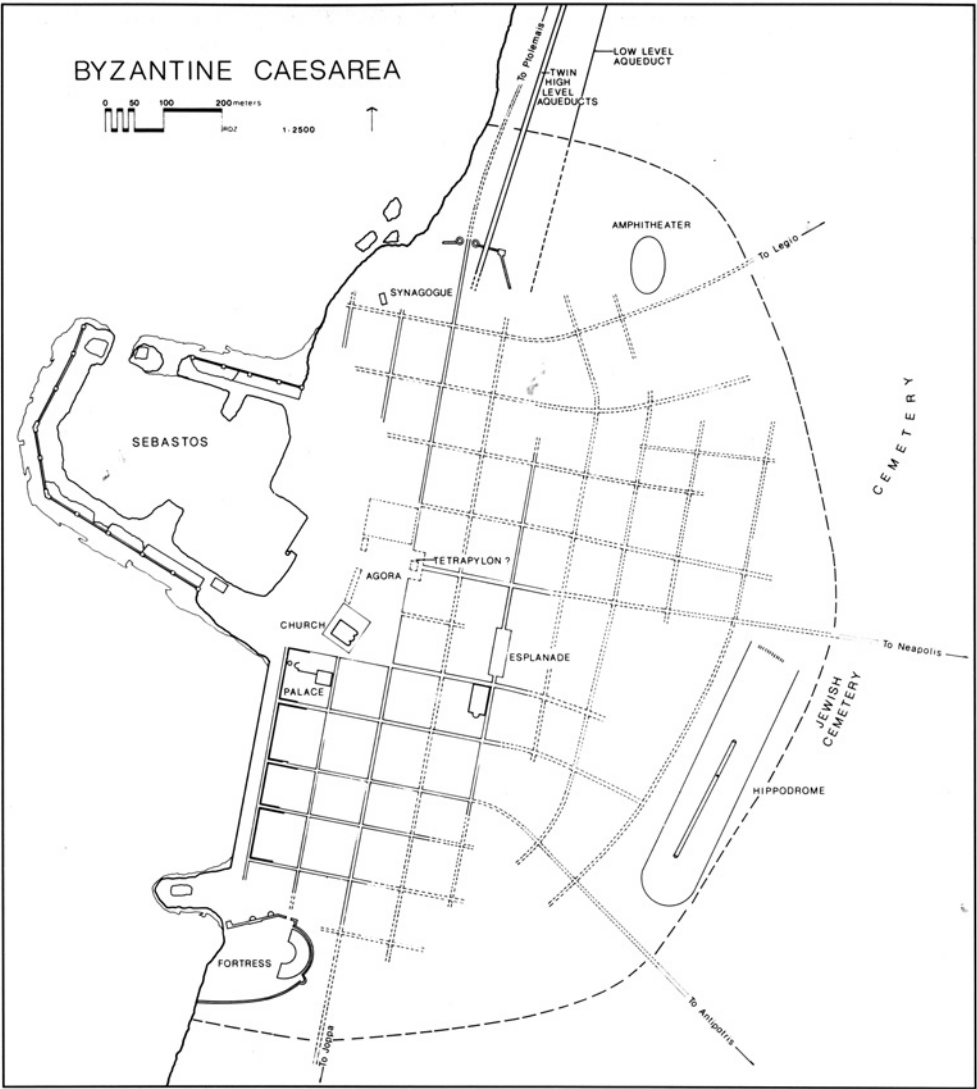 BYZANTINE CAESAREA
0 50 100 200 meters
1:2500
To Ptolemais
TWIN
HIGH
LEVEL
AQUEDUCTS
LOW LEVEL
AQUEDUCT
AMPHITHEATER
To Legio
SYNAGOGUE
CEMETERY
SEBASTOS
TETRAPYLON ?
AGORA
CHURCH
ESPLANADE
To Neapolis
PALACE
JEWISH
CEMETERY
HIPPODROME
FORTRESS
To Antipatris
To Joppa